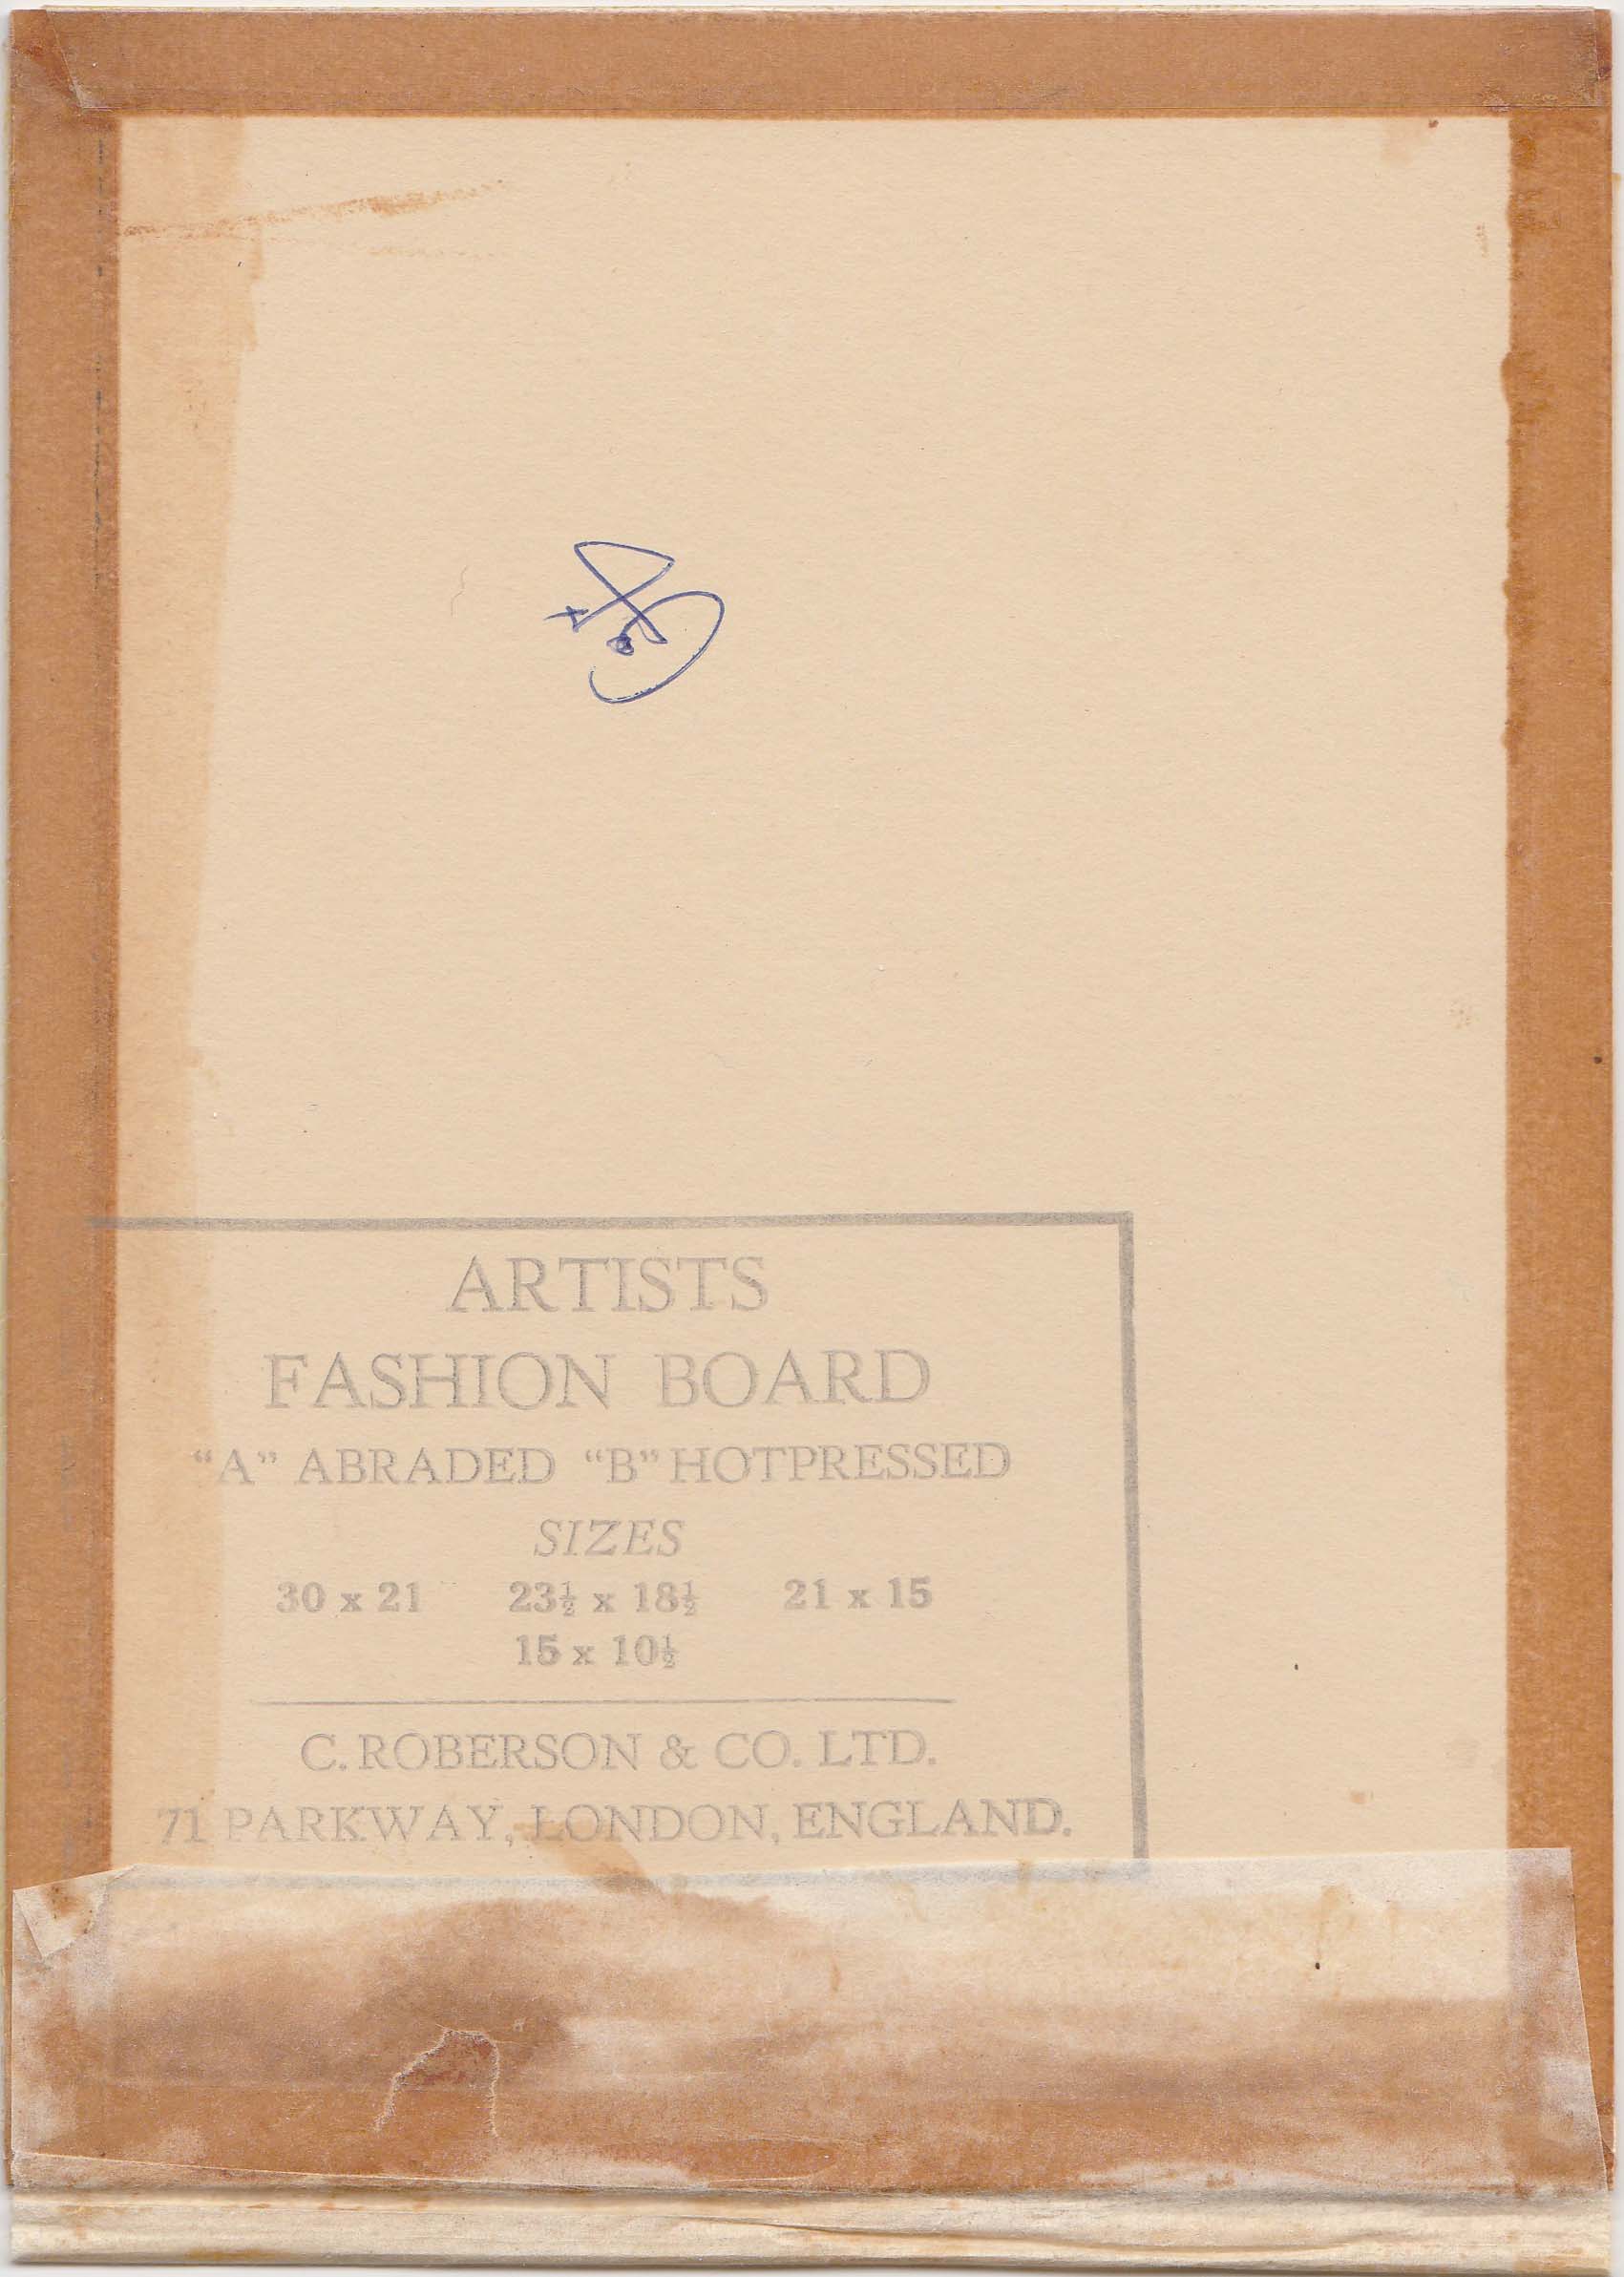 ARTISTS
FASHION BOARD
“A” ABRADED “B” HOTPRESSED
SIZES
30 x 21 23½ x 18½ 21 x 15
15 x 10½
C. ROBERSON & CO. LTD.
71 PARKWAY, LONDON, ENGLAND.